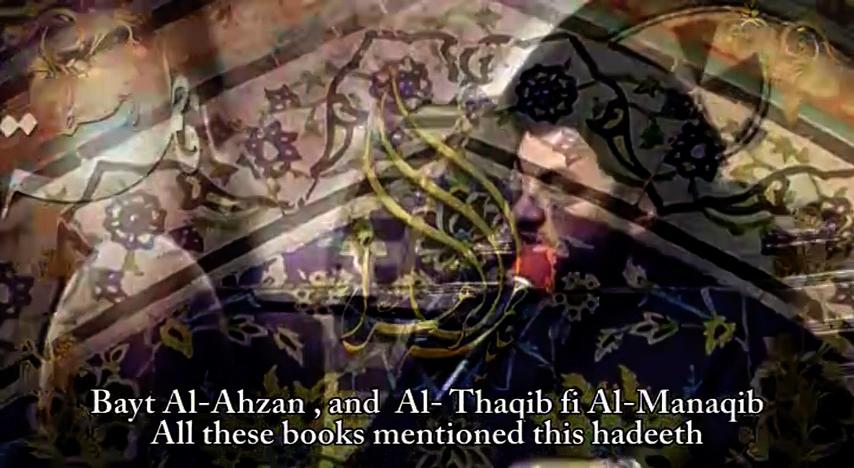 Bayt Al-Ahzan , and Al- Thaqib fi Al-Manaqib
All these books mentioned this hadeeth